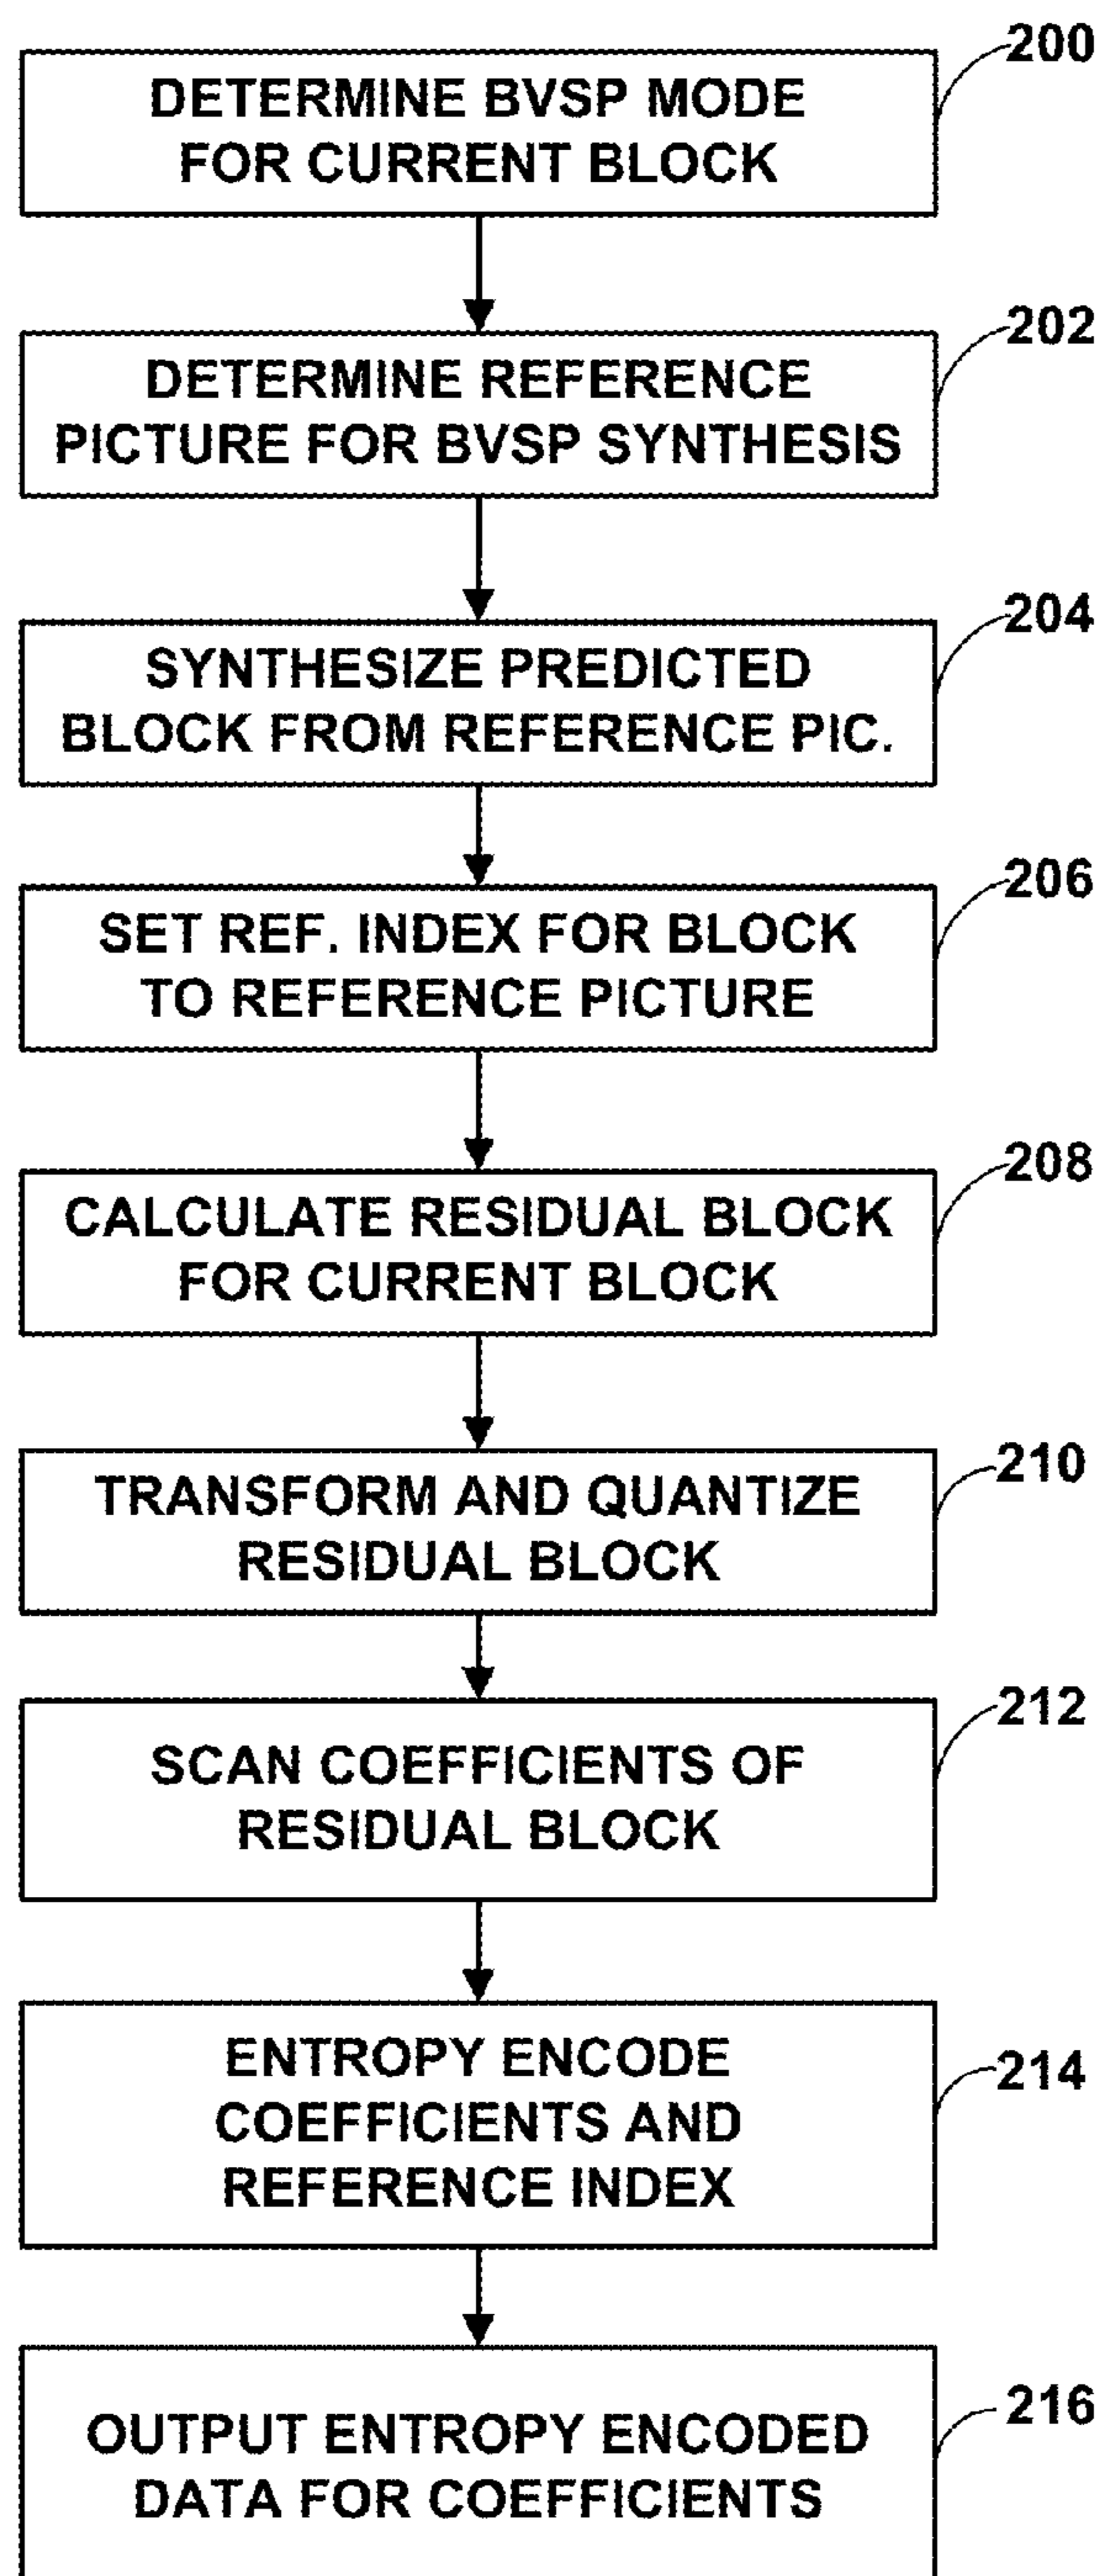 200
DETERMINE BVSP MODE
FOR CURRENT BLOCK
202
DETERMINE REFERENCE
PICTURE FOR BVSP SYNTHESIS
204
SYNTHESIZE PREDICTED
BLOCK FROM REFERENCE PIC.
206
SET REF. INDEX FOR BLOCK
TO REFERENCE PICTURE
208
CALCULATE RESIDUAL BLOCK
FOR CURRENT BLOCK
210
TRANSFORM AND QUANTIZE
RESIDUAL BLOCK
212
SCAN COEFFICIENTS OF
RESIDUAL BLOCK
214
ENTROPY ENCODE
COEFFICIENTS AND
REFERENCE INDEX
216
OUTPUT ENTROPY ENCODED
DATA FOR COEFFICIENTS